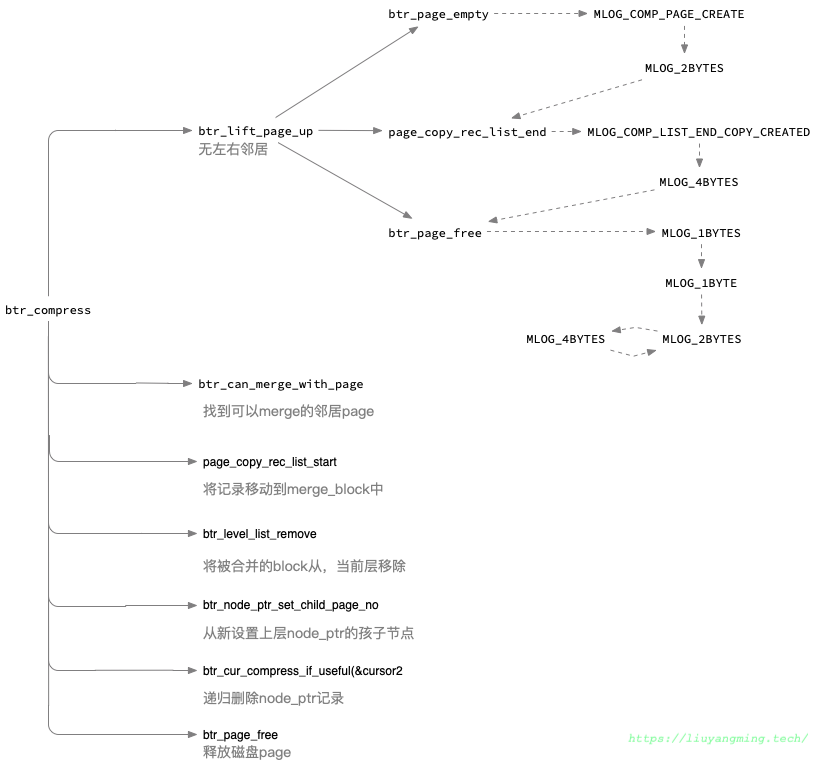 btr_page_empty
MLOG_COMP_PAGE_CREATE
MLOG_2BYTES
btr_lift_page_up
无左右邻居
page_copy_rec_list_end
MLOG_COMP_LIST_END_COPY_CREATED
MLOG_4BYTES
btr_page_free
MLOG_1BYTES
MLOG_1BYTE
MLOG_4BYTES
MLOG_2BYTES
btr_compress
btr_can_merge_with_page
找到可以merge的邻居page
page_copy_rec_list_start
将记录移动到merge_block中
btr_level_list_remove
将被合并的block从，当前层移除
btr_node_ptr_set_child_page_no
从新设置上层node_ptr的孩子节点
btr_cur_compress_if_useful(&cursor2
递归删除node_ptr记录
btr_page_free
释放磁盘page
https://liuyangming.tech/